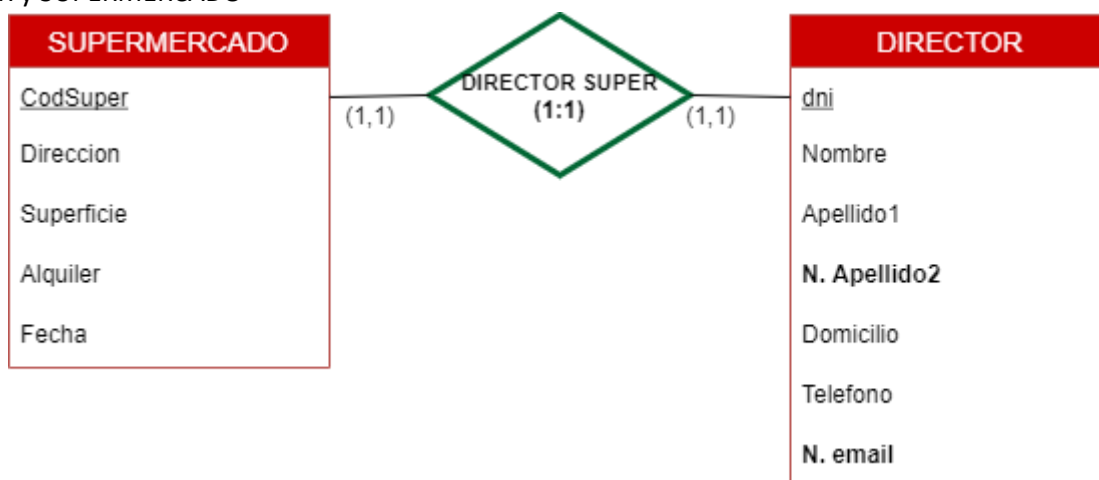 SUPERMERCADO
SUPERMERCADO
CodSuper
Direccion
Superficie
Alquiler
Fecha
(1,1)
DIRECTOR SUPER
(1:1)
(1,1)
DIRECTOR
dni
Nombre
Apellido1
N. Apellido2
Domicilio
Telefono
N. email